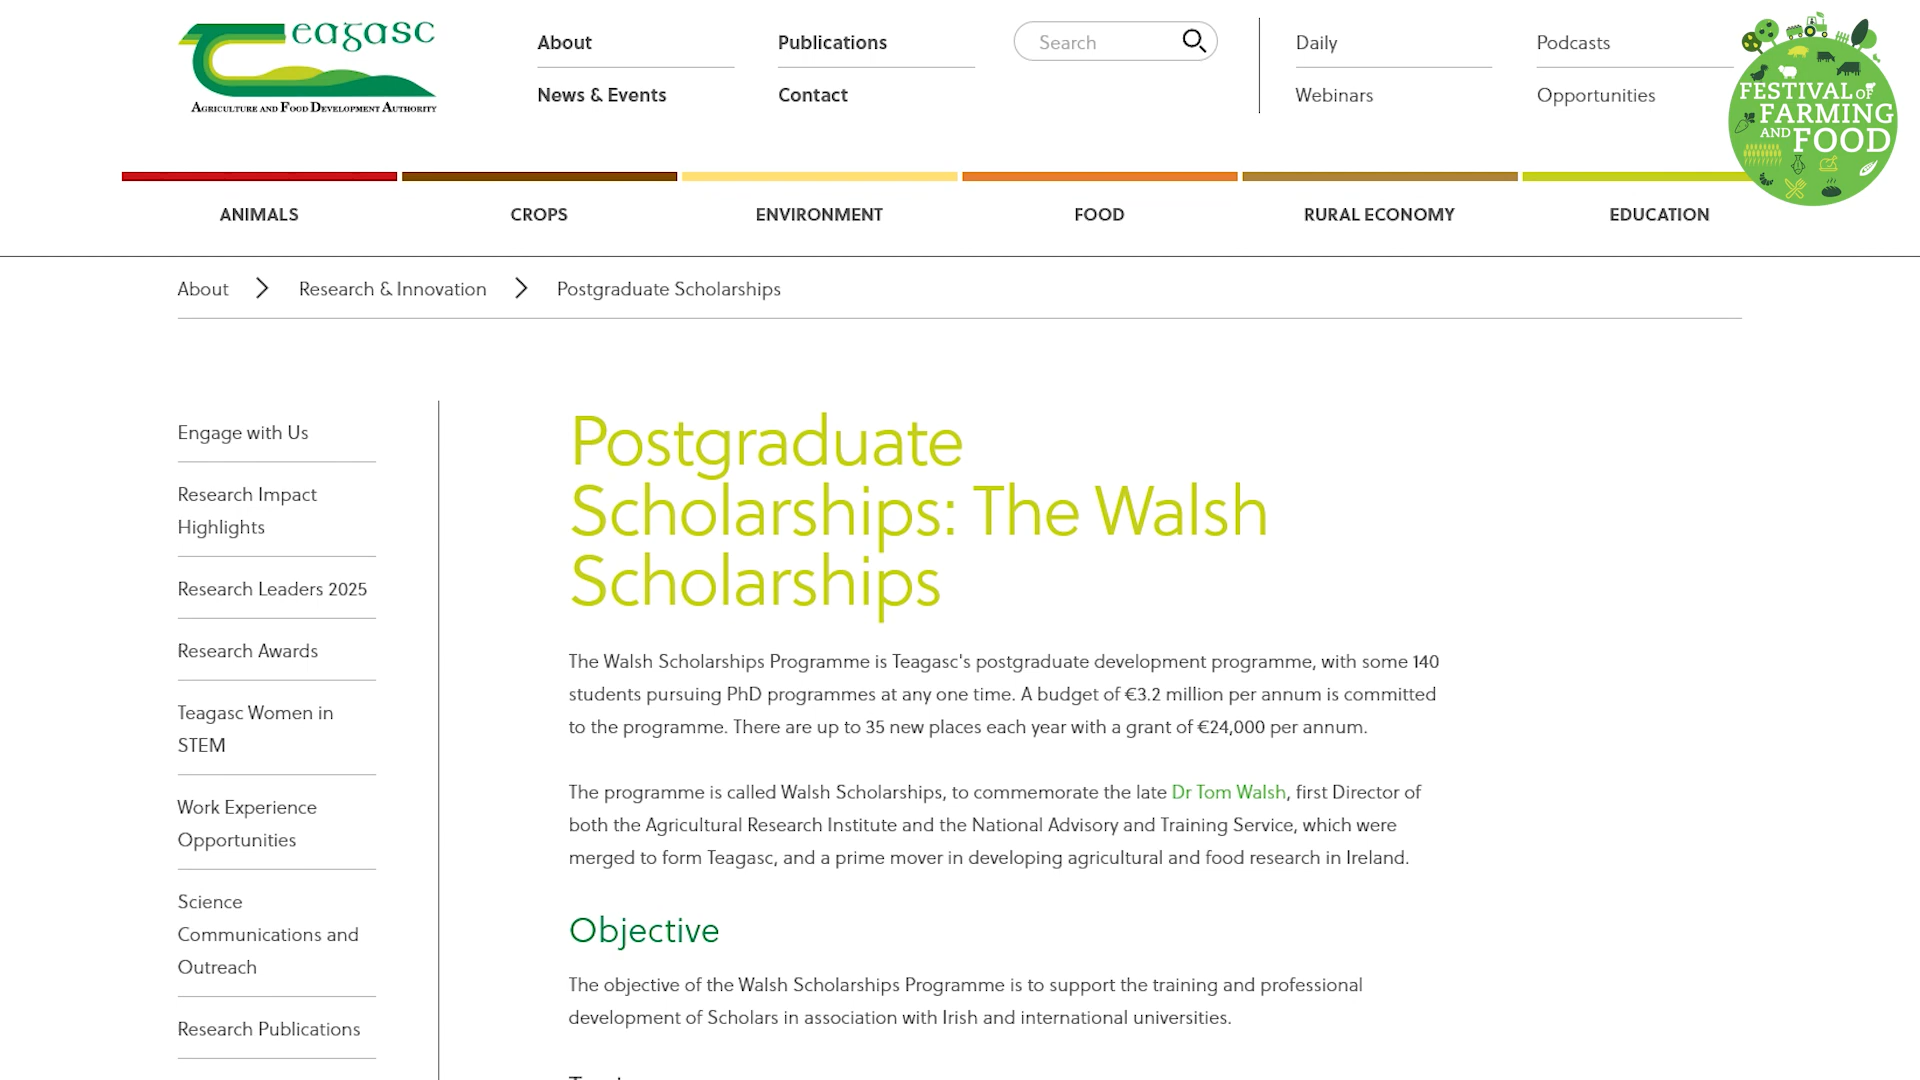 Teagasc
AGRICULTURE AND FOOD DEVELOPMENT AUTHORITY
About
News & Events
Publications
Contact
Search
Daily
Webinars
Podcasts
Opportunities
FESTIVAL OF
FARMING
AND FOOD
ANIMALS
CROPS
ENVIRONMENT
FOOD
RURAL ECONOMY
EDUCATION
About
Research & Innovation
Postgraduate Scholarships
Engage with Us
Research Impact
Highlights
Research Leaders 2025
Research Awards
Teagasc Women in
STEM
Work Experience
Opportunities
Science
Communications and
Outreach
Research Publications
Postgraduate
Scholarships: The Walsh
Scholarships
The Walsh Scholarships Programme is Teagasc's postgraduate development programme, with some 140
students pursuing PhD programmes at any one time. A budget of €3.2 million per annum is committed
to the programme. There are up to 35 new places each year with a grant of €24,000 per annum.
The programme is called Walsh Scholarships, to commemorate the late Dr Tom Walsh, first Director of
both the Agricultural Research Institute and the National Advisory and Training Service, which were
merged to form Teagasc, and a prime mover in developing agricultural and food research in Ireland.
Objective
The objective of the Walsh Scholarships Programme is to support the training and professional
development of Scholars in association with Irish and international universities.